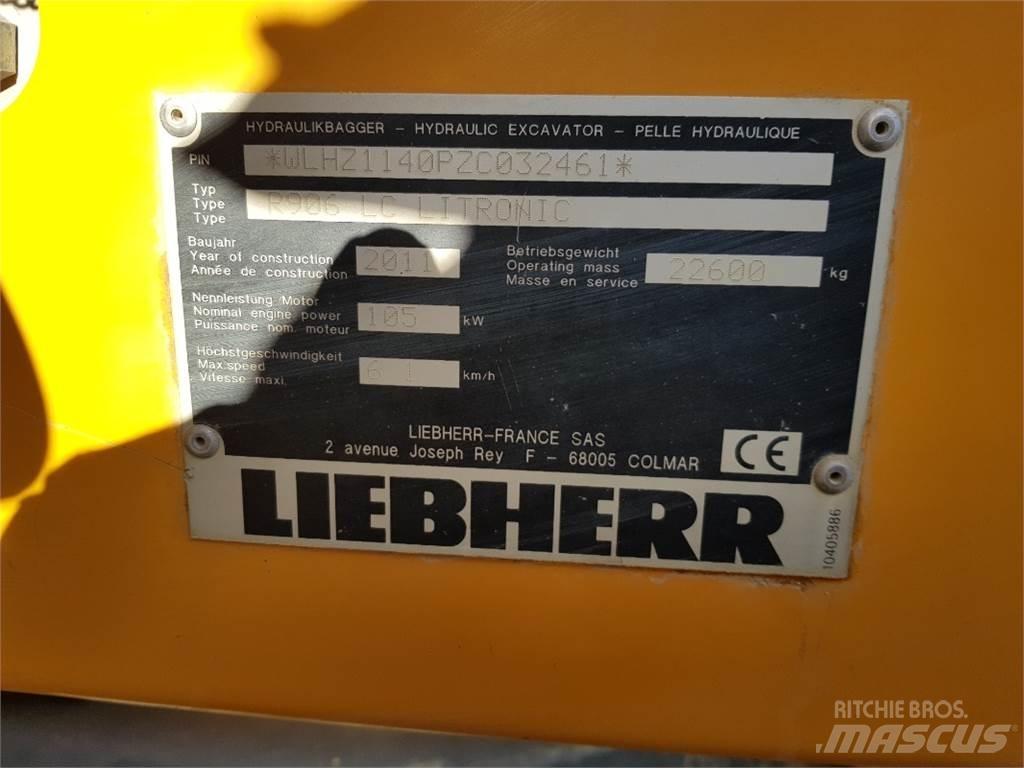 HYDRAULIKBAGGER - HYDRAULIC EXCAVATOR - PELLE HYDRAULIQUE
PIN *WLHZ1140PZC032461*
Typ
Type
Type
R906 LC LITRONIC
Baujahr
Year of construction
Année de construction
2011
Betriebsgewicht
Operating mass
Masse en service
22600 kg
Nennleistung Motor
Nominal engine power
Puissance nom. moteur
105 kW
Höchstgeschwindigkeit
Max.speed
Vitesse maxi.
6 1 km/h
LIEBHERR-FRANCE SAS
2 avenue Joseph Rey F - 68005 COLMAR
CE
LIEBHERR
10405886
RITCHIE BROS.
MASCUS